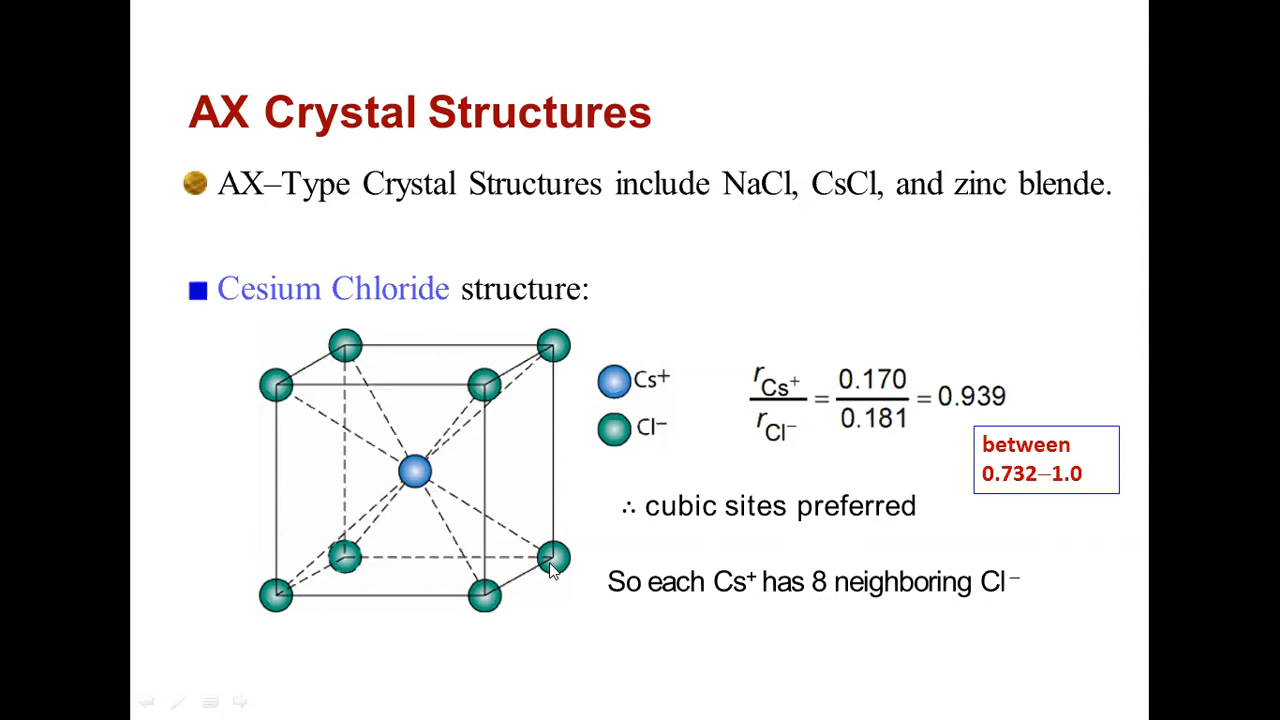 AX Crystal Structures
AX–Type Crystal Structures include NaCl, CsCl, and zinc blende.
Cesium Chloride structure:
Cs⁺
Cl⁻
r Cs⁺ / r Cl⁻ = 0.170 / 0.181 = 0.939
between
0.732–1.0
∴ cubic sites preferred
So each Cs⁺ has 8 neighboring Cl⁻